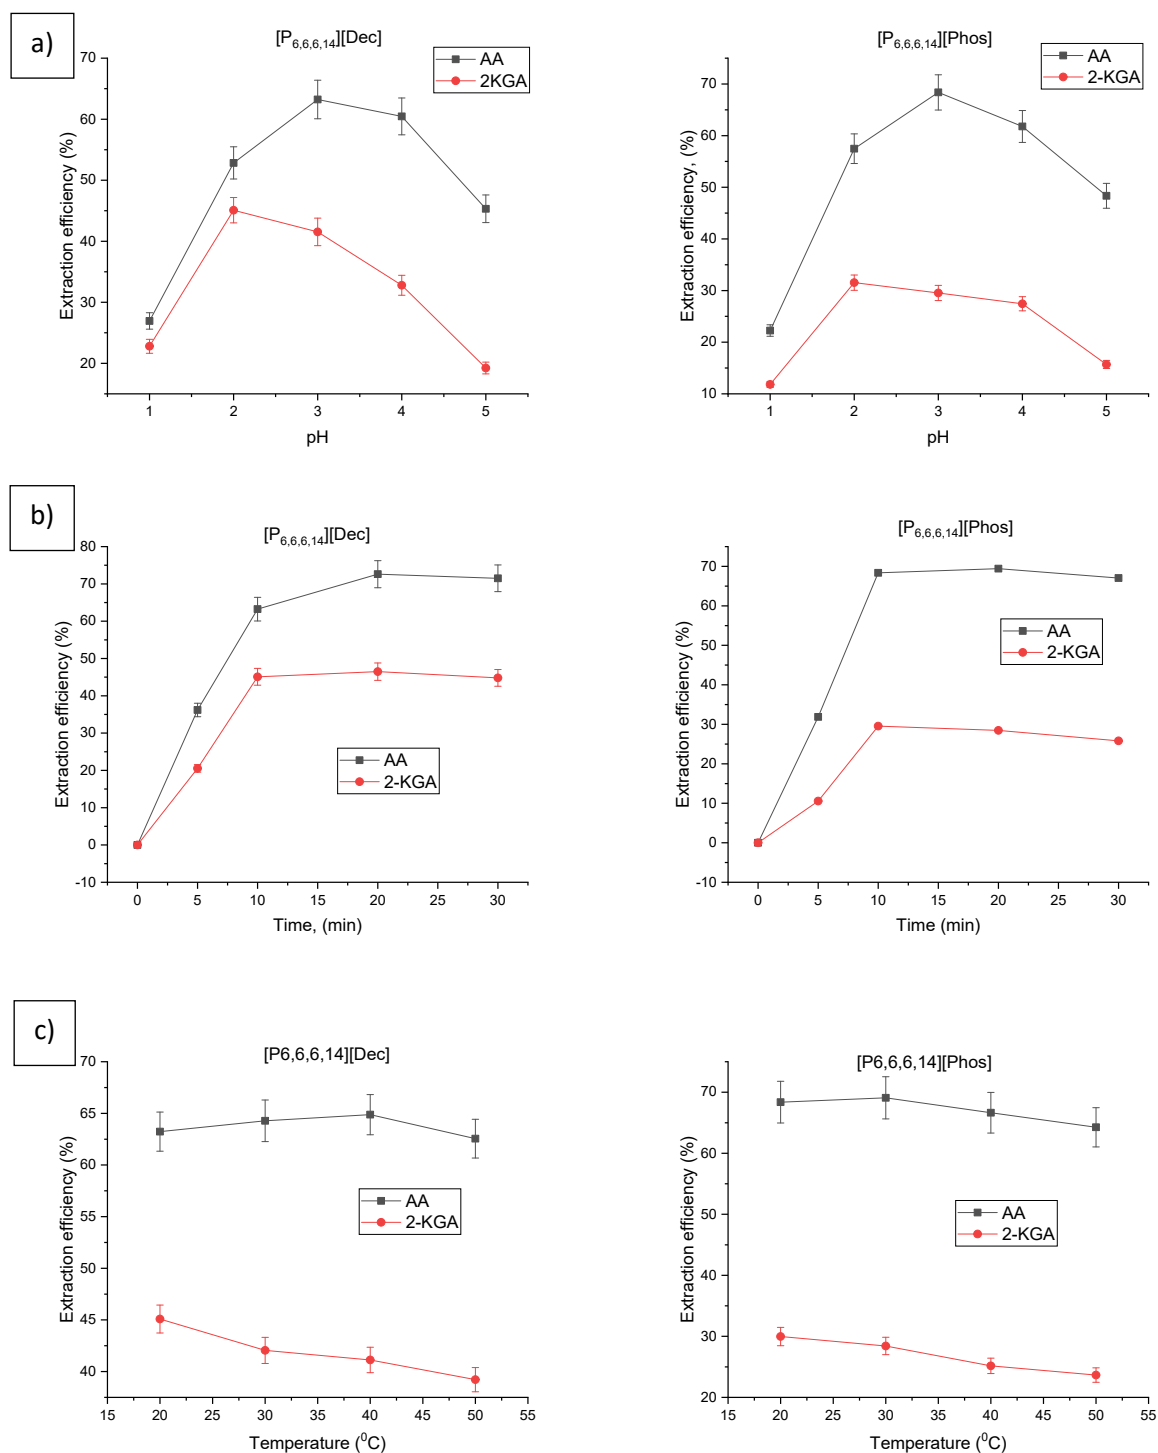 a)
[P6,6,6,14][Dec]
AA
2KGA
Extraction efficiency (%)
70
60
50
40
30
20
1 2 3 4 5
pH
[P6,6,6,14][Phos]
AA
2-KGA
Extraction efficiency, (%)
70
60
50
40
30
20
10
1 2 3 4 5
pH
b)
[P6,6,6,14][Dec]
AA
2-KGA
Extraction efficiency (%)
80
70
60
50
40
30
20
10
0
-10
0 5 10 15 20 25 30
Time, (min)
[P6,6,6,14][Phos]
AA
2-KGA
Extraction efficiency (%)
70
60
50
40
30
20
10
0
-10
0 5 10 15 20 25 30
Time (min)
c)
[P6,6,6,14][Dec]
AA
2-KGA
Extraction efficiency (%)
70
65
60
55
50
45
40
15 20 25 30 35 40 45 50 55
Temperature (⁰C)
[P6,6,6,14][Phos]
AA
2-KGA
Extraction efficiency (%)
70
60
50
40
30
20
15 20 25 30 35 40 45 50 55
Temperature (⁰C)